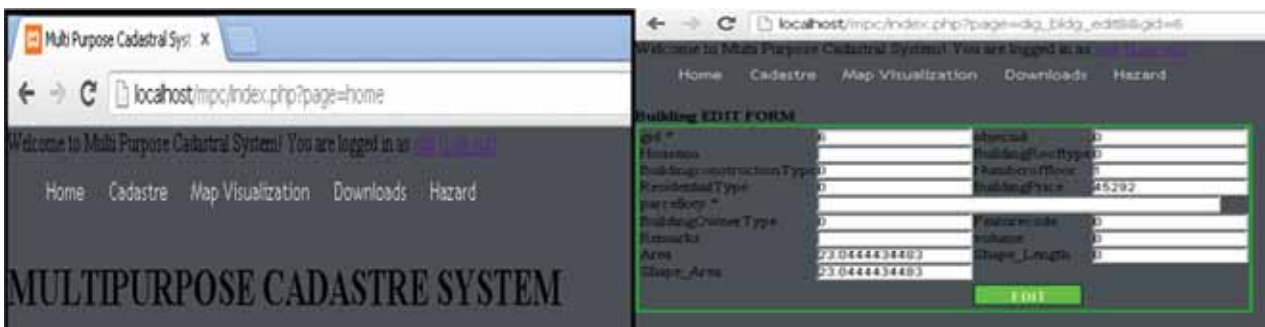 Multi Purpose Cadastral Syst
localhost/mpc/index.php?page=home
Welcome to Multi Purpose Cadastral System! You are logged in as
Home Cadastre Map Visualization Downloads Hazard
MULTIPURPOSE CADASTRE SYSTEM
localhost/mpc/index.php?page=dig_bldg_edit&gid=6
Welcome to Multi Purpose Cadastral System! You are logged in as
Home Cadastre Map Visualization Downloads Hazard
Building EDIT FORM
gid * 6 0
BuildingRooftype 0
BuildingconstructionType 0 Numberoffloor 1
ResidentialType 0 BuildingPrice 45292
parcelkey *
BuildingOwnerType 0 Featurecode 0
Remarks volume 0
Area 23.0444434483 Shape_Length 0
Shape_Area 23.0444434483
EDIT